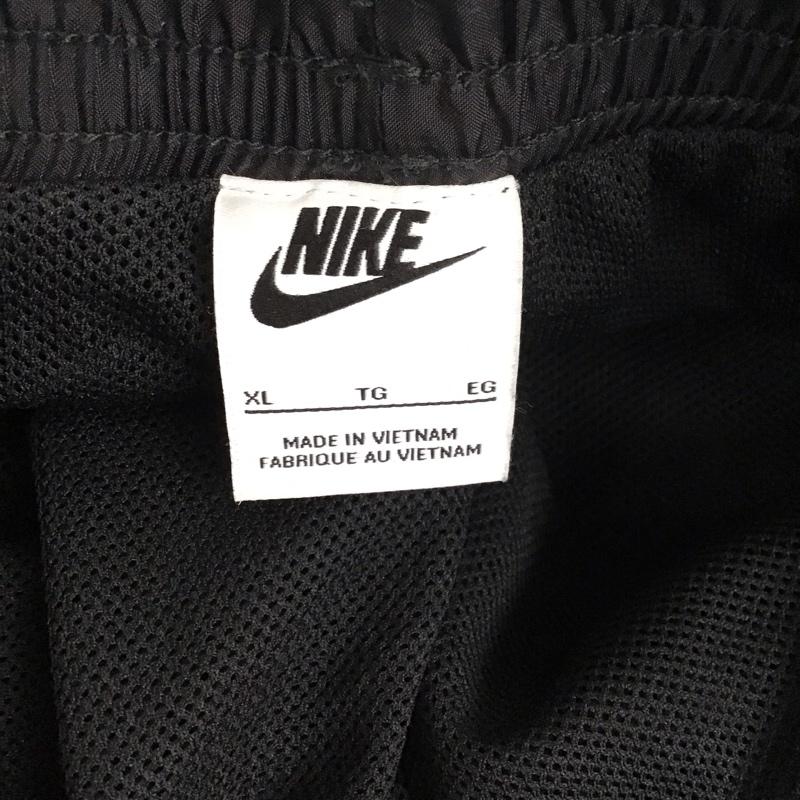 NIKE
XL TG EG
MADE IN VIETNAM
FABRIQUE AU VIETNAM